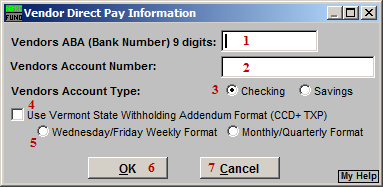 FUND
Vendor Direct Pay Information
Vendors ABA (Bank Number) 9 digits: 1
Vendors Account Number: 2
Vendors Account Type: 3 Checking Savings
4
Use Vermont State Withholding Addendum Format (CCD+ TXP)
5 Wednesday/Friday Weekly Format Monthly/Quarterly Format
OK 6 7 Cancel
My Help